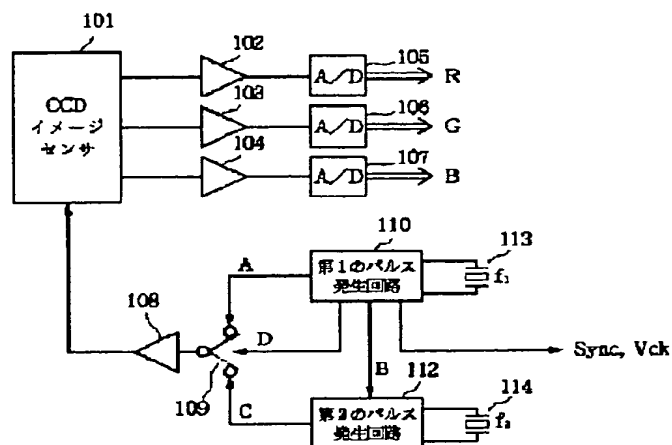 101
CCD
イメージ
センサ
102
103
104
A/D
105
R
A/D
106
G
A/D
107
B
108
109
A
D
C
B
110
第1のパルス
発生回路
113
f₁
Sync, Vck
112
第2のパルス
発生回路
114
f₂